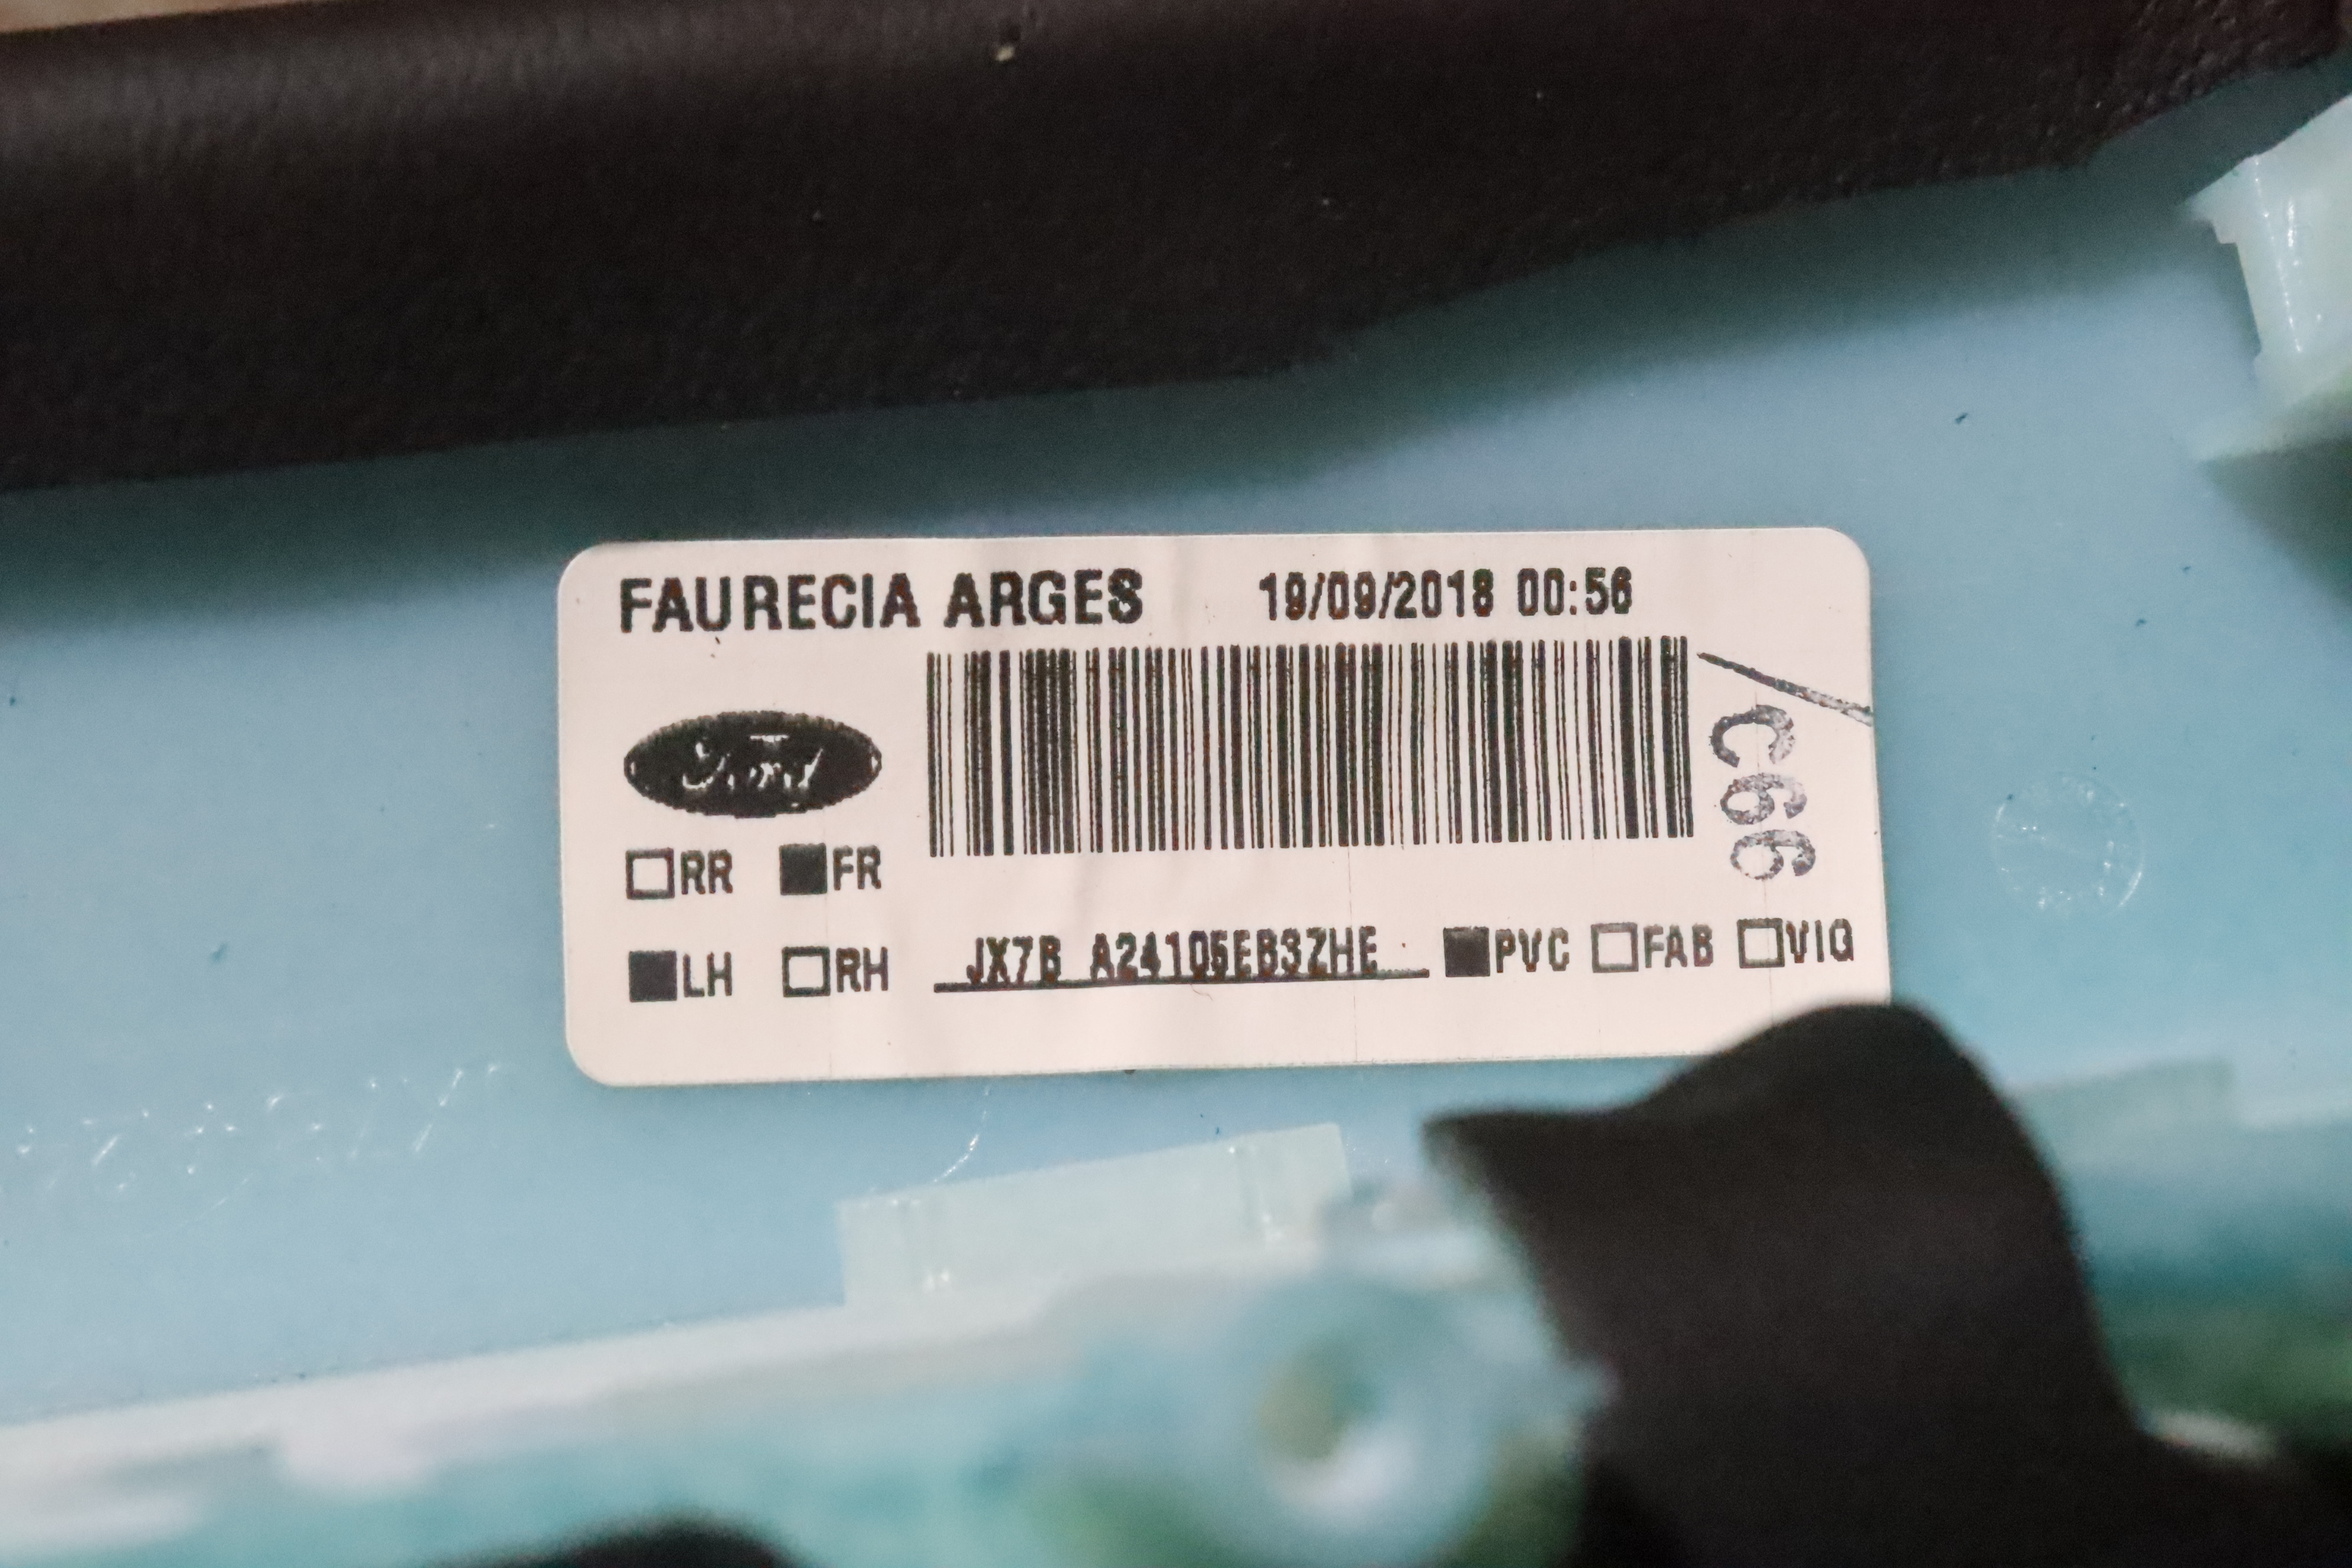 FAURECIA ARGES 19/09/2018 00:56
Ford
C66
RR FR
LH RH JX7B A24105EB3ZHE PVC FAB VIG